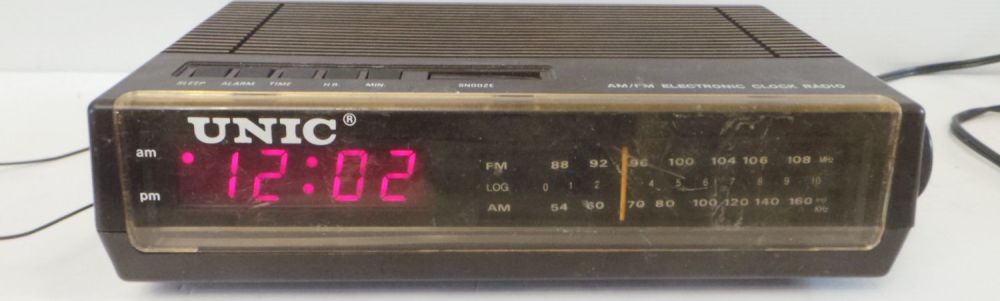 SLEEP ALARM TIME HR. MIN. SNOOZE
AM/FM ELECTRONIC CLOCK RADIO
UNIC®
am
pm
12:02
FM 88 92 96 100 104 106 108 MHz
LOG 0 1 2 4 5 6 7 8 9 10
AM 54 60 70 80 100 120 140 160 KHz